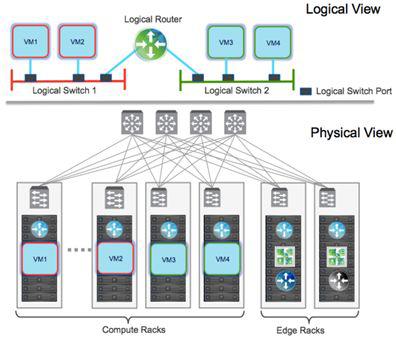 Logical View
Logical Router
VM1
VM2
VM3
VM4
Logical Switch 1
Logical Switch 2
Logical Switch Port
Physical View
VM1
VM2
VM3
VM4
Compute Racks
Edge Racks